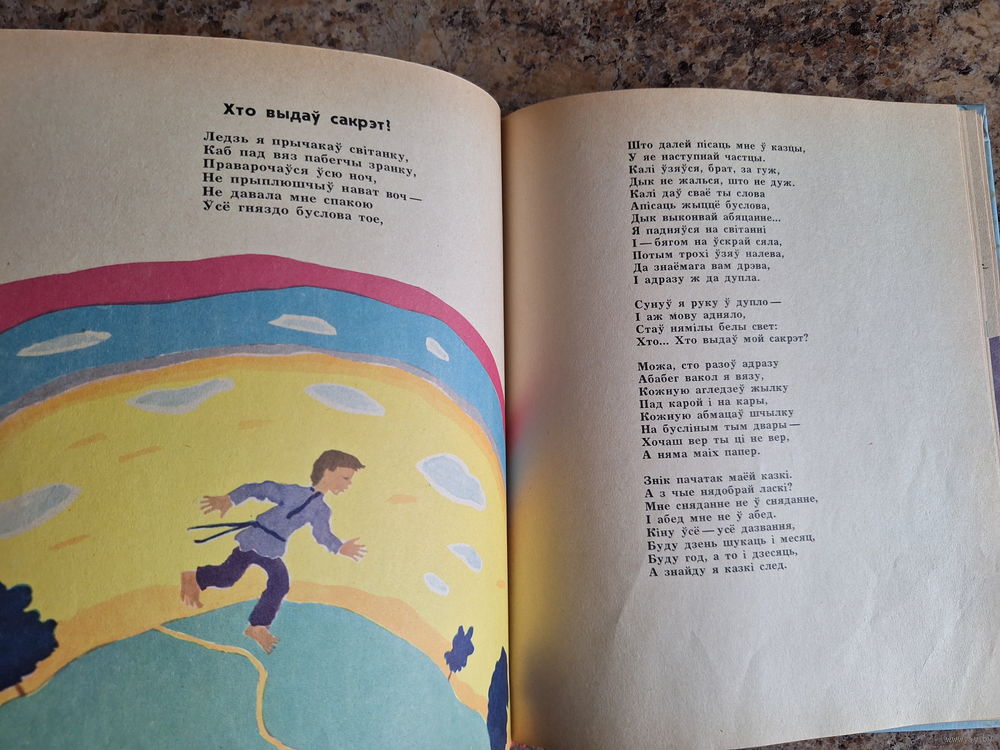 Хто выдаў сакрэт!
Ледзь я прычакаў світанку,
Каб пад вяз пабегчы зранку,
Праварочаўся ўсю ноч,
Не прыплюшчыў нават воч —
Не давала мне спакою
Усё гняздо буслова тое,
Што далей пісаць мне ў казцы,
У яе наступнай частцы.
Калі ўзяўся, брат, за гуж,
Дык не жалься, што не дуж.
Калі даў сваё ты слова
Апісаць жыццё буслова,
Дык выконвай абяцанне...
Я падняўся на світанні
І — бягом на ўскрай сяла,
Потым трохі ўзяў налева,
Да знаёмага вам дрэва,
І адразу ж да дупла.
Сунуў я руку ў дупло —
І аж мову адняло,
Стаў нямілы белы свет:
Хто... Хто выдаў мой сакрэт?
Можа, сто разоў адразу
Абабег вакол я вязу,
Кожную агледзеў жылку
Пад карой і на кары,
Кожную абмацаў шчылку
На бусліным тым двары —
Хочаш вер ты ці не вер,
А няма маіх папер.
Знік пачатак маёй казкі.
А з чые нядобрай ласкі?
Мне сняданне не ў сняданне,
І абед мне не ў абед.
Кіну ўсё — усё дазвання,
Буду дзень шукаць і месяц,
Буду год, а то і дзесяць,
А знайду я казкі след.